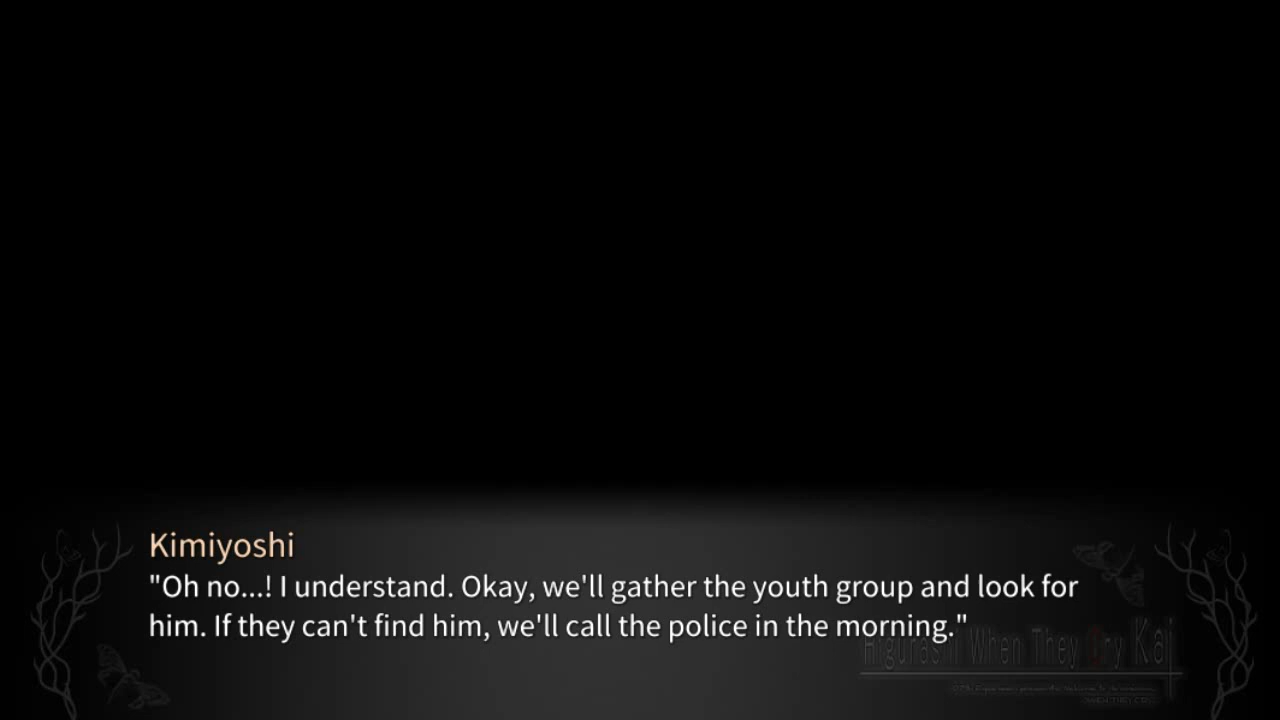 Kimiyoshi
"Oh no...! I understand. Okay, we'll gather the youth group and look for
him. If they can't find him, we'll call the police in the morning."
Higurashi When They Cry Kai